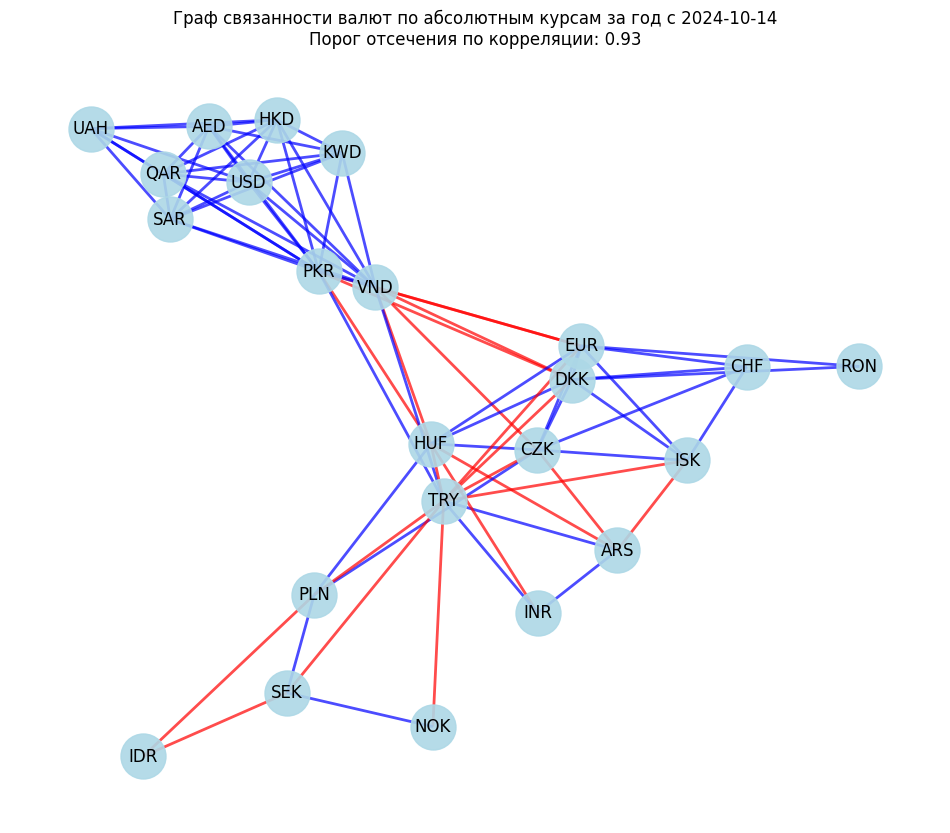 Граф связанности валют по абсолютным курсам за год с 2024-10-14
Порог отсечения по корреляции: 0.93
UAH
AED
HKD
KWD
QAR
USD
SAR
PKR
VND
EUR
CHF
RON
DKK
HUF
CZK
ISK
TRY
ARS
PLN
INR
SEK
NOK
IDR